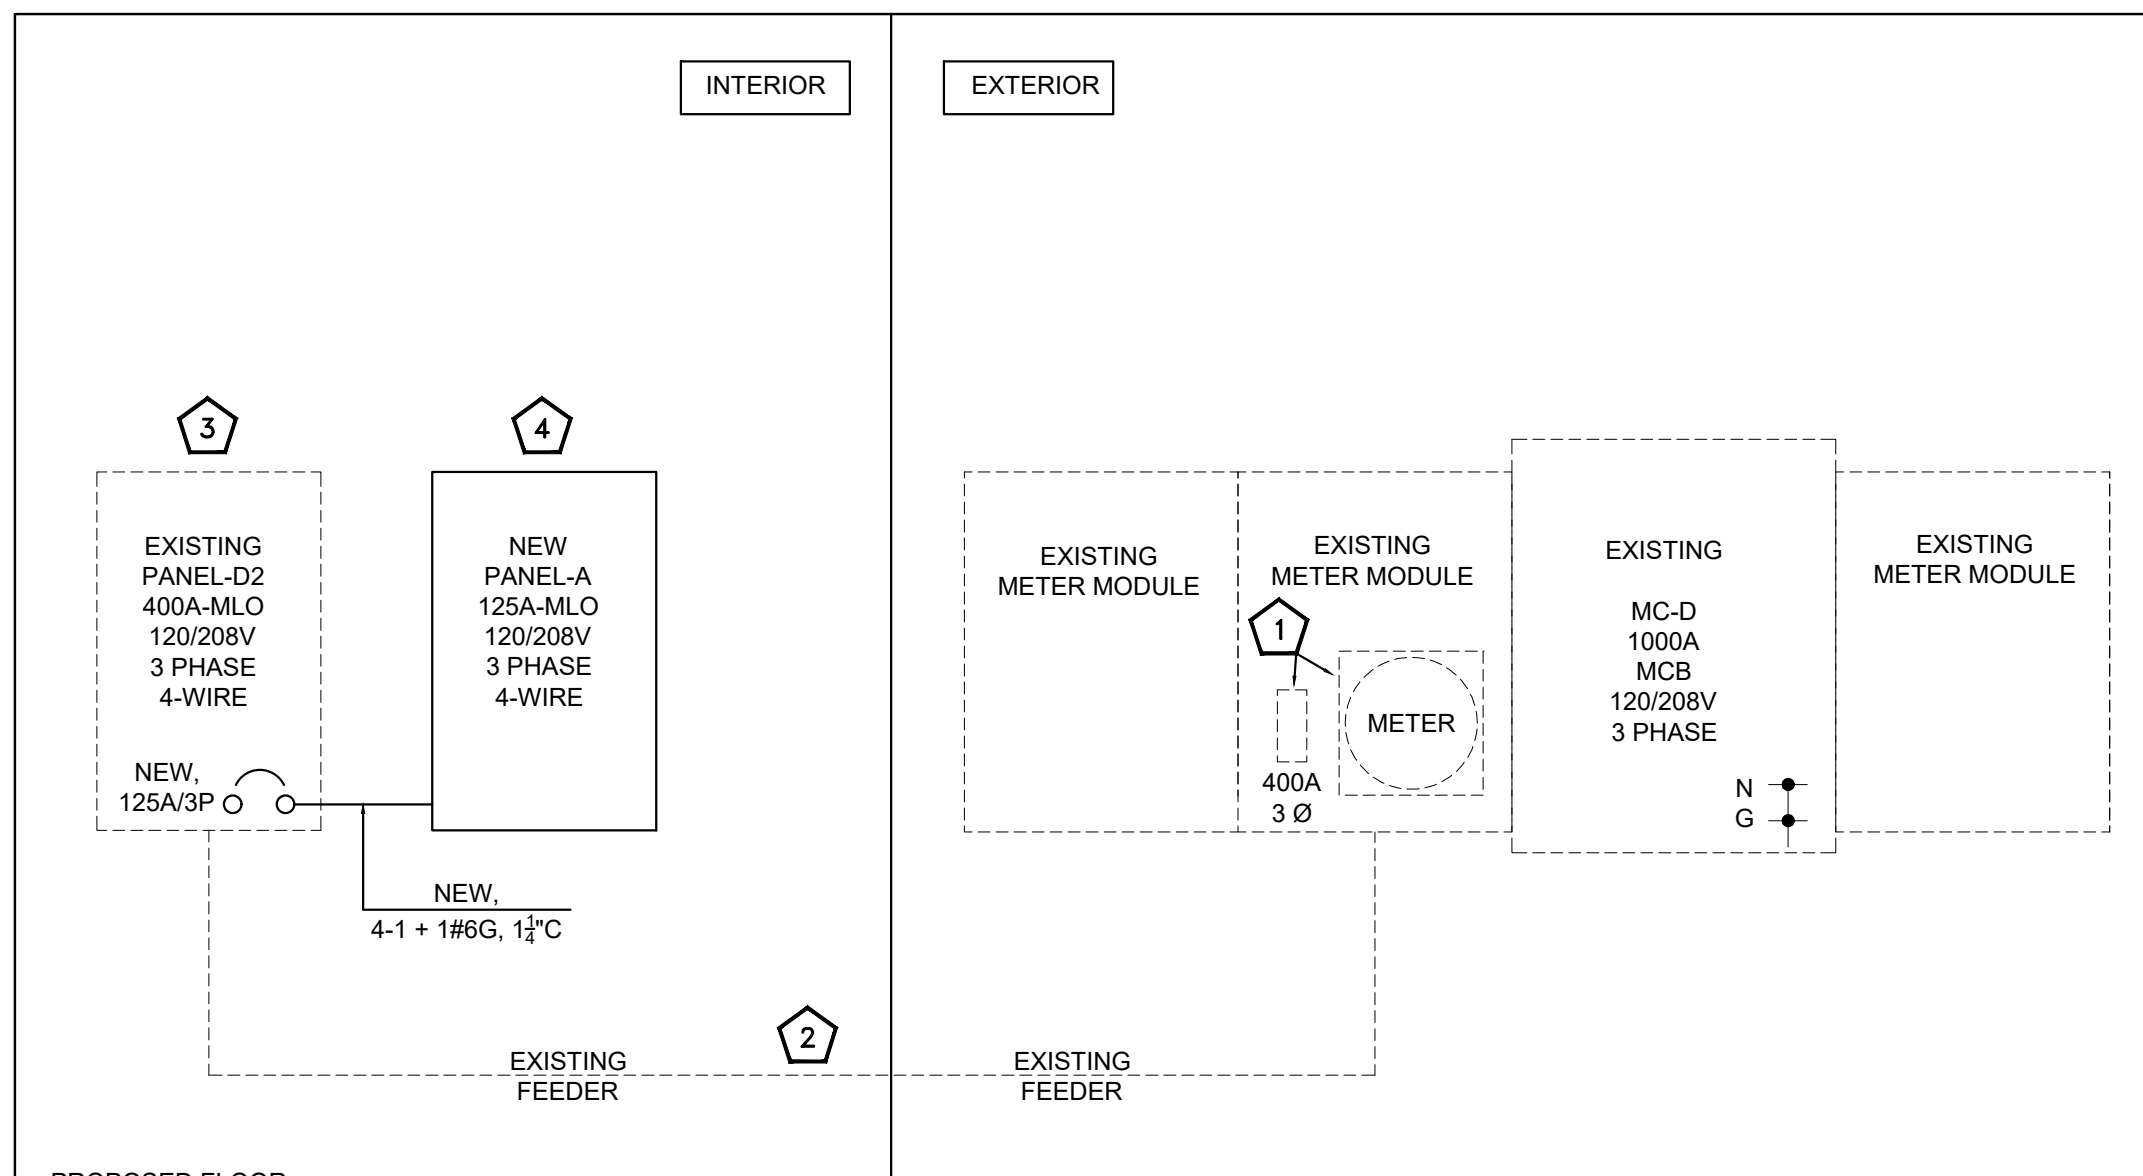 INTERIOR
EXTERIOR
3
4
EXISTING
PANEL-D2
400A-MLO
120/208V
3 PHASE
4-WIRE
NEW,
125A/3P
NEW
PANEL-A
125A-MLO
120/208V
3 PHASE
4-WIRE
NEW,
4-1 + 1#6G, 1¼"C
2
EXISTING
FEEDER
EXISTING
FEEDER
EXISTING
METER MODULE
EXISTING
METER MODULE
1
METER
400A
3 Ø
EXISTING
MC-D
1000A
MCB
120/208V
3 PHASE
N
G
EXISTING
METER MODULE
PROPOSED FLOOR